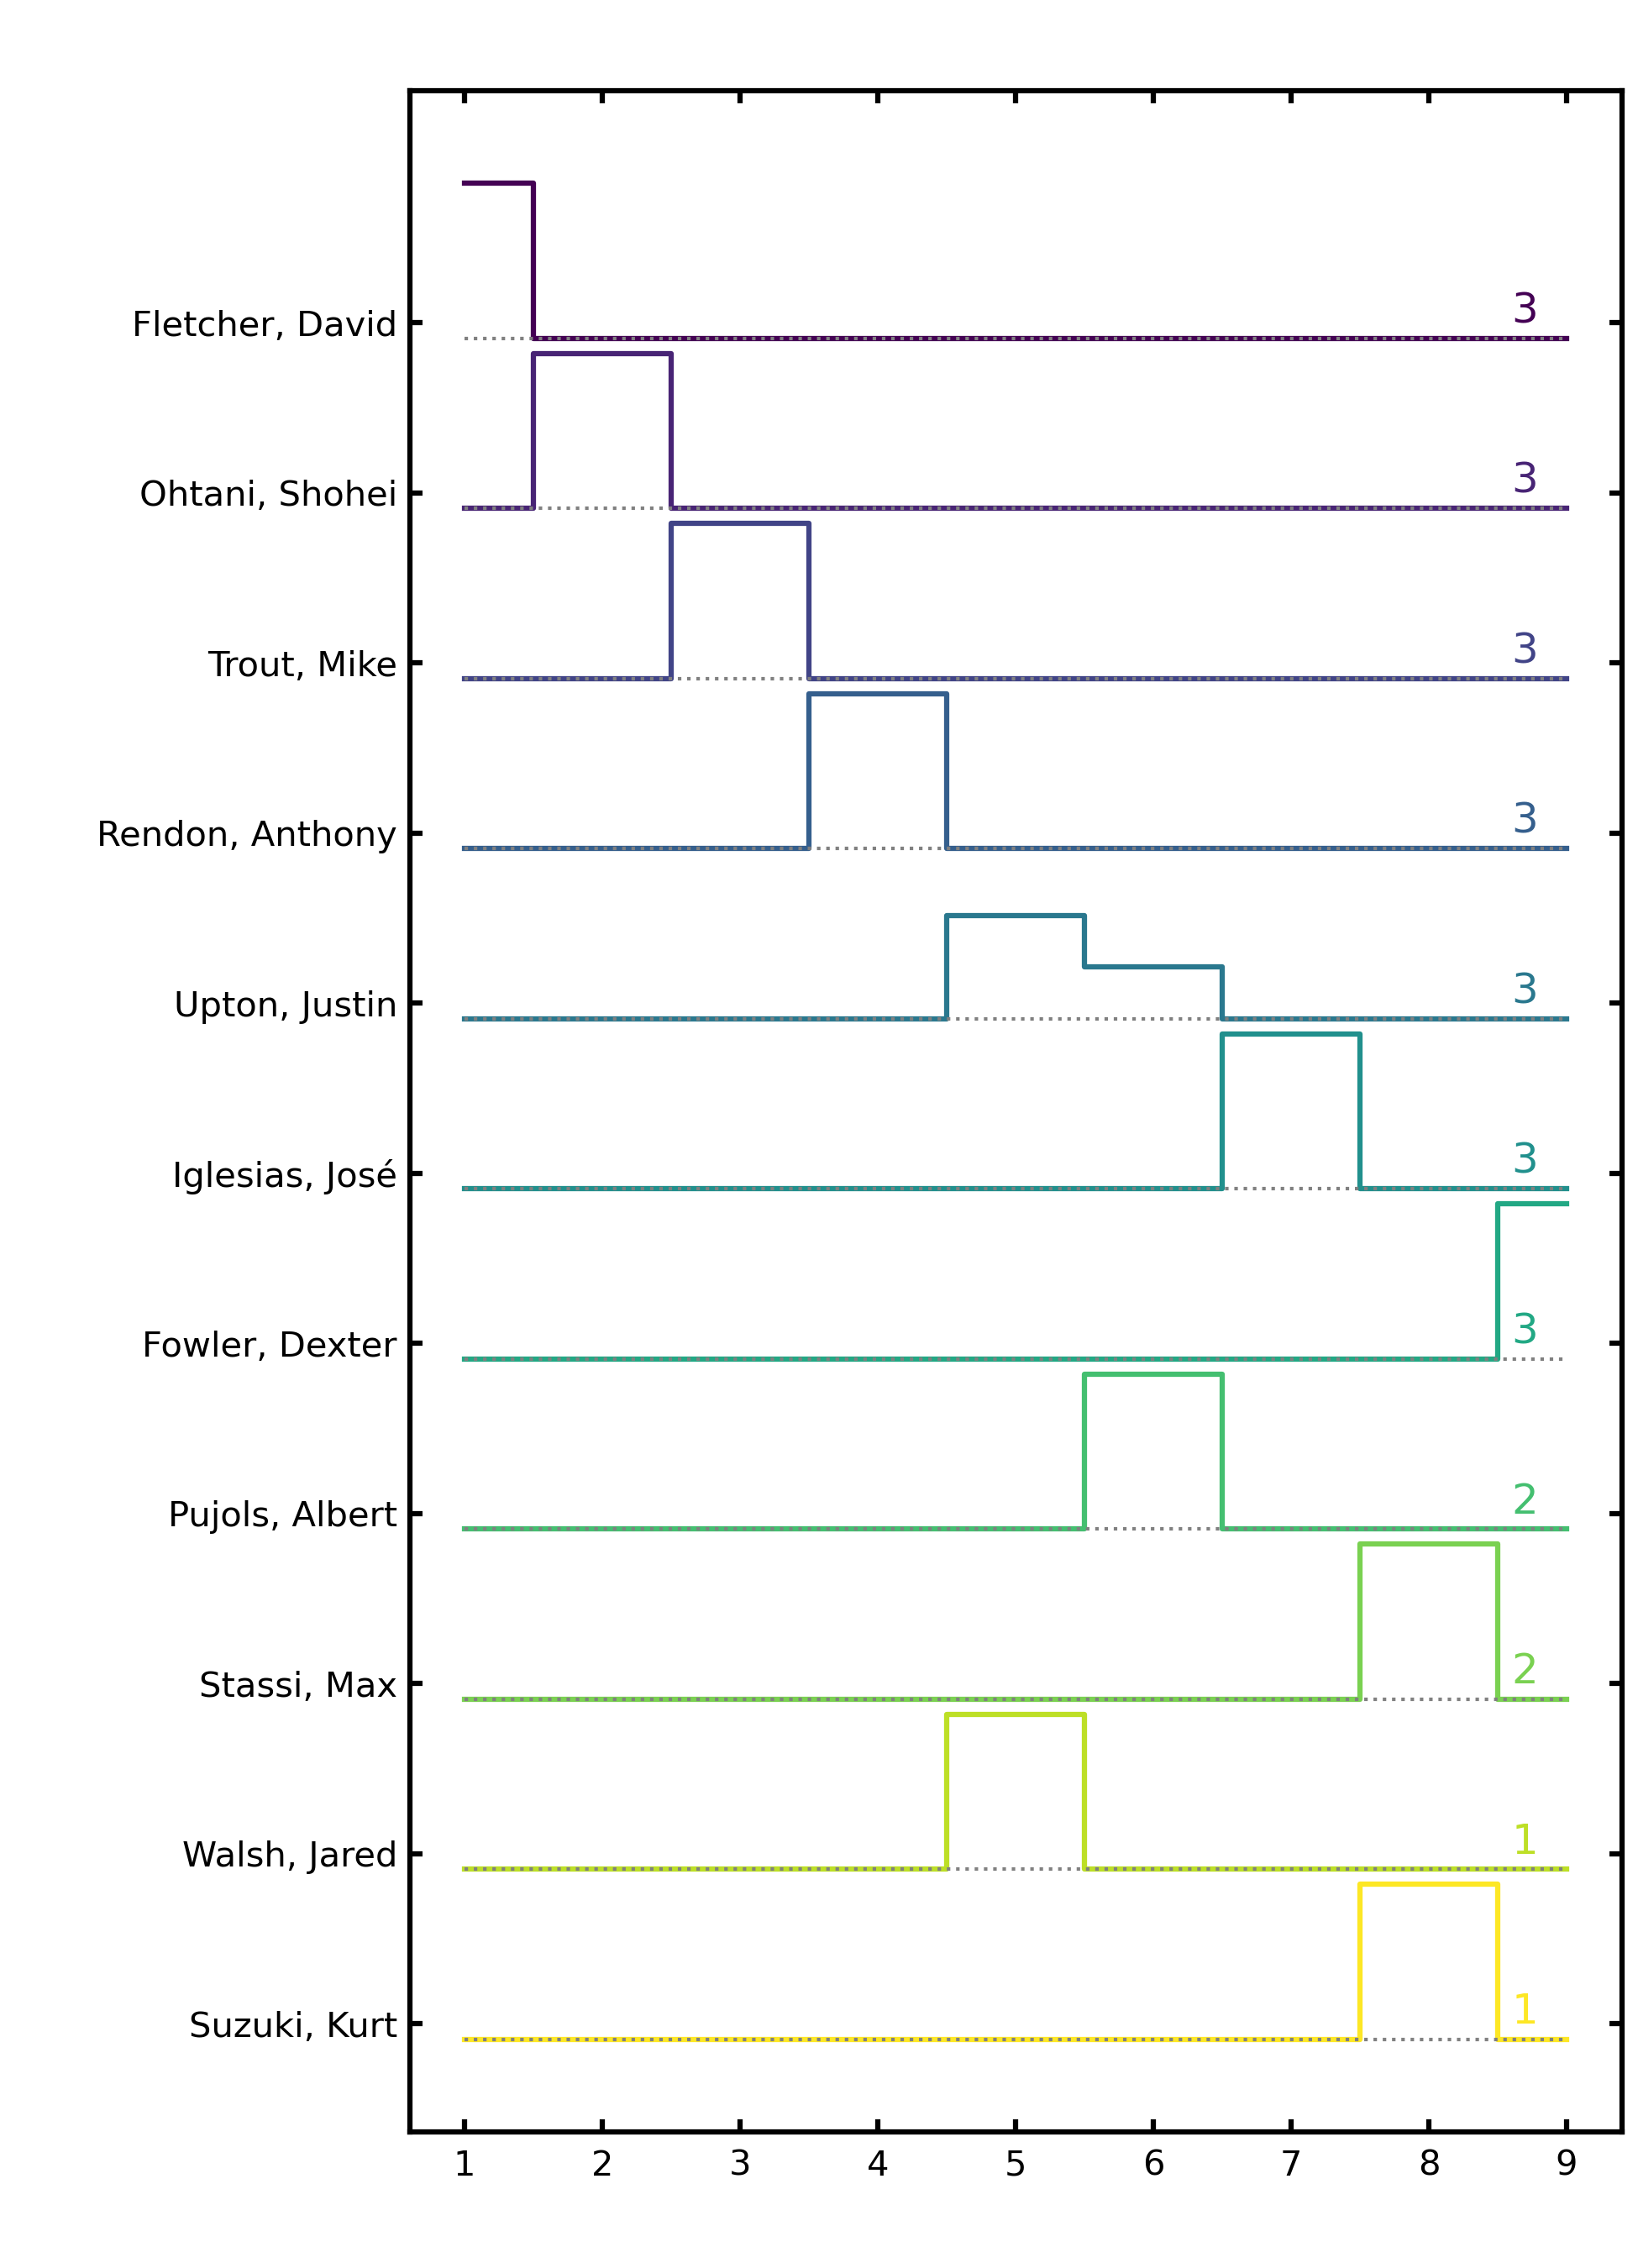 Fletcher, David 3
Ohtani, Shohei 3
Trout, Mike 3
Rendon, Anthony 3
Upton, Justin 3
Iglesias, José 3
Fowler, Dexter 3
Pujols, Albert 2
Stassi, Max 2
Walsh, Jared 1
Suzuki, Kurt 1
1 2 3 4 5 6 7 8 9